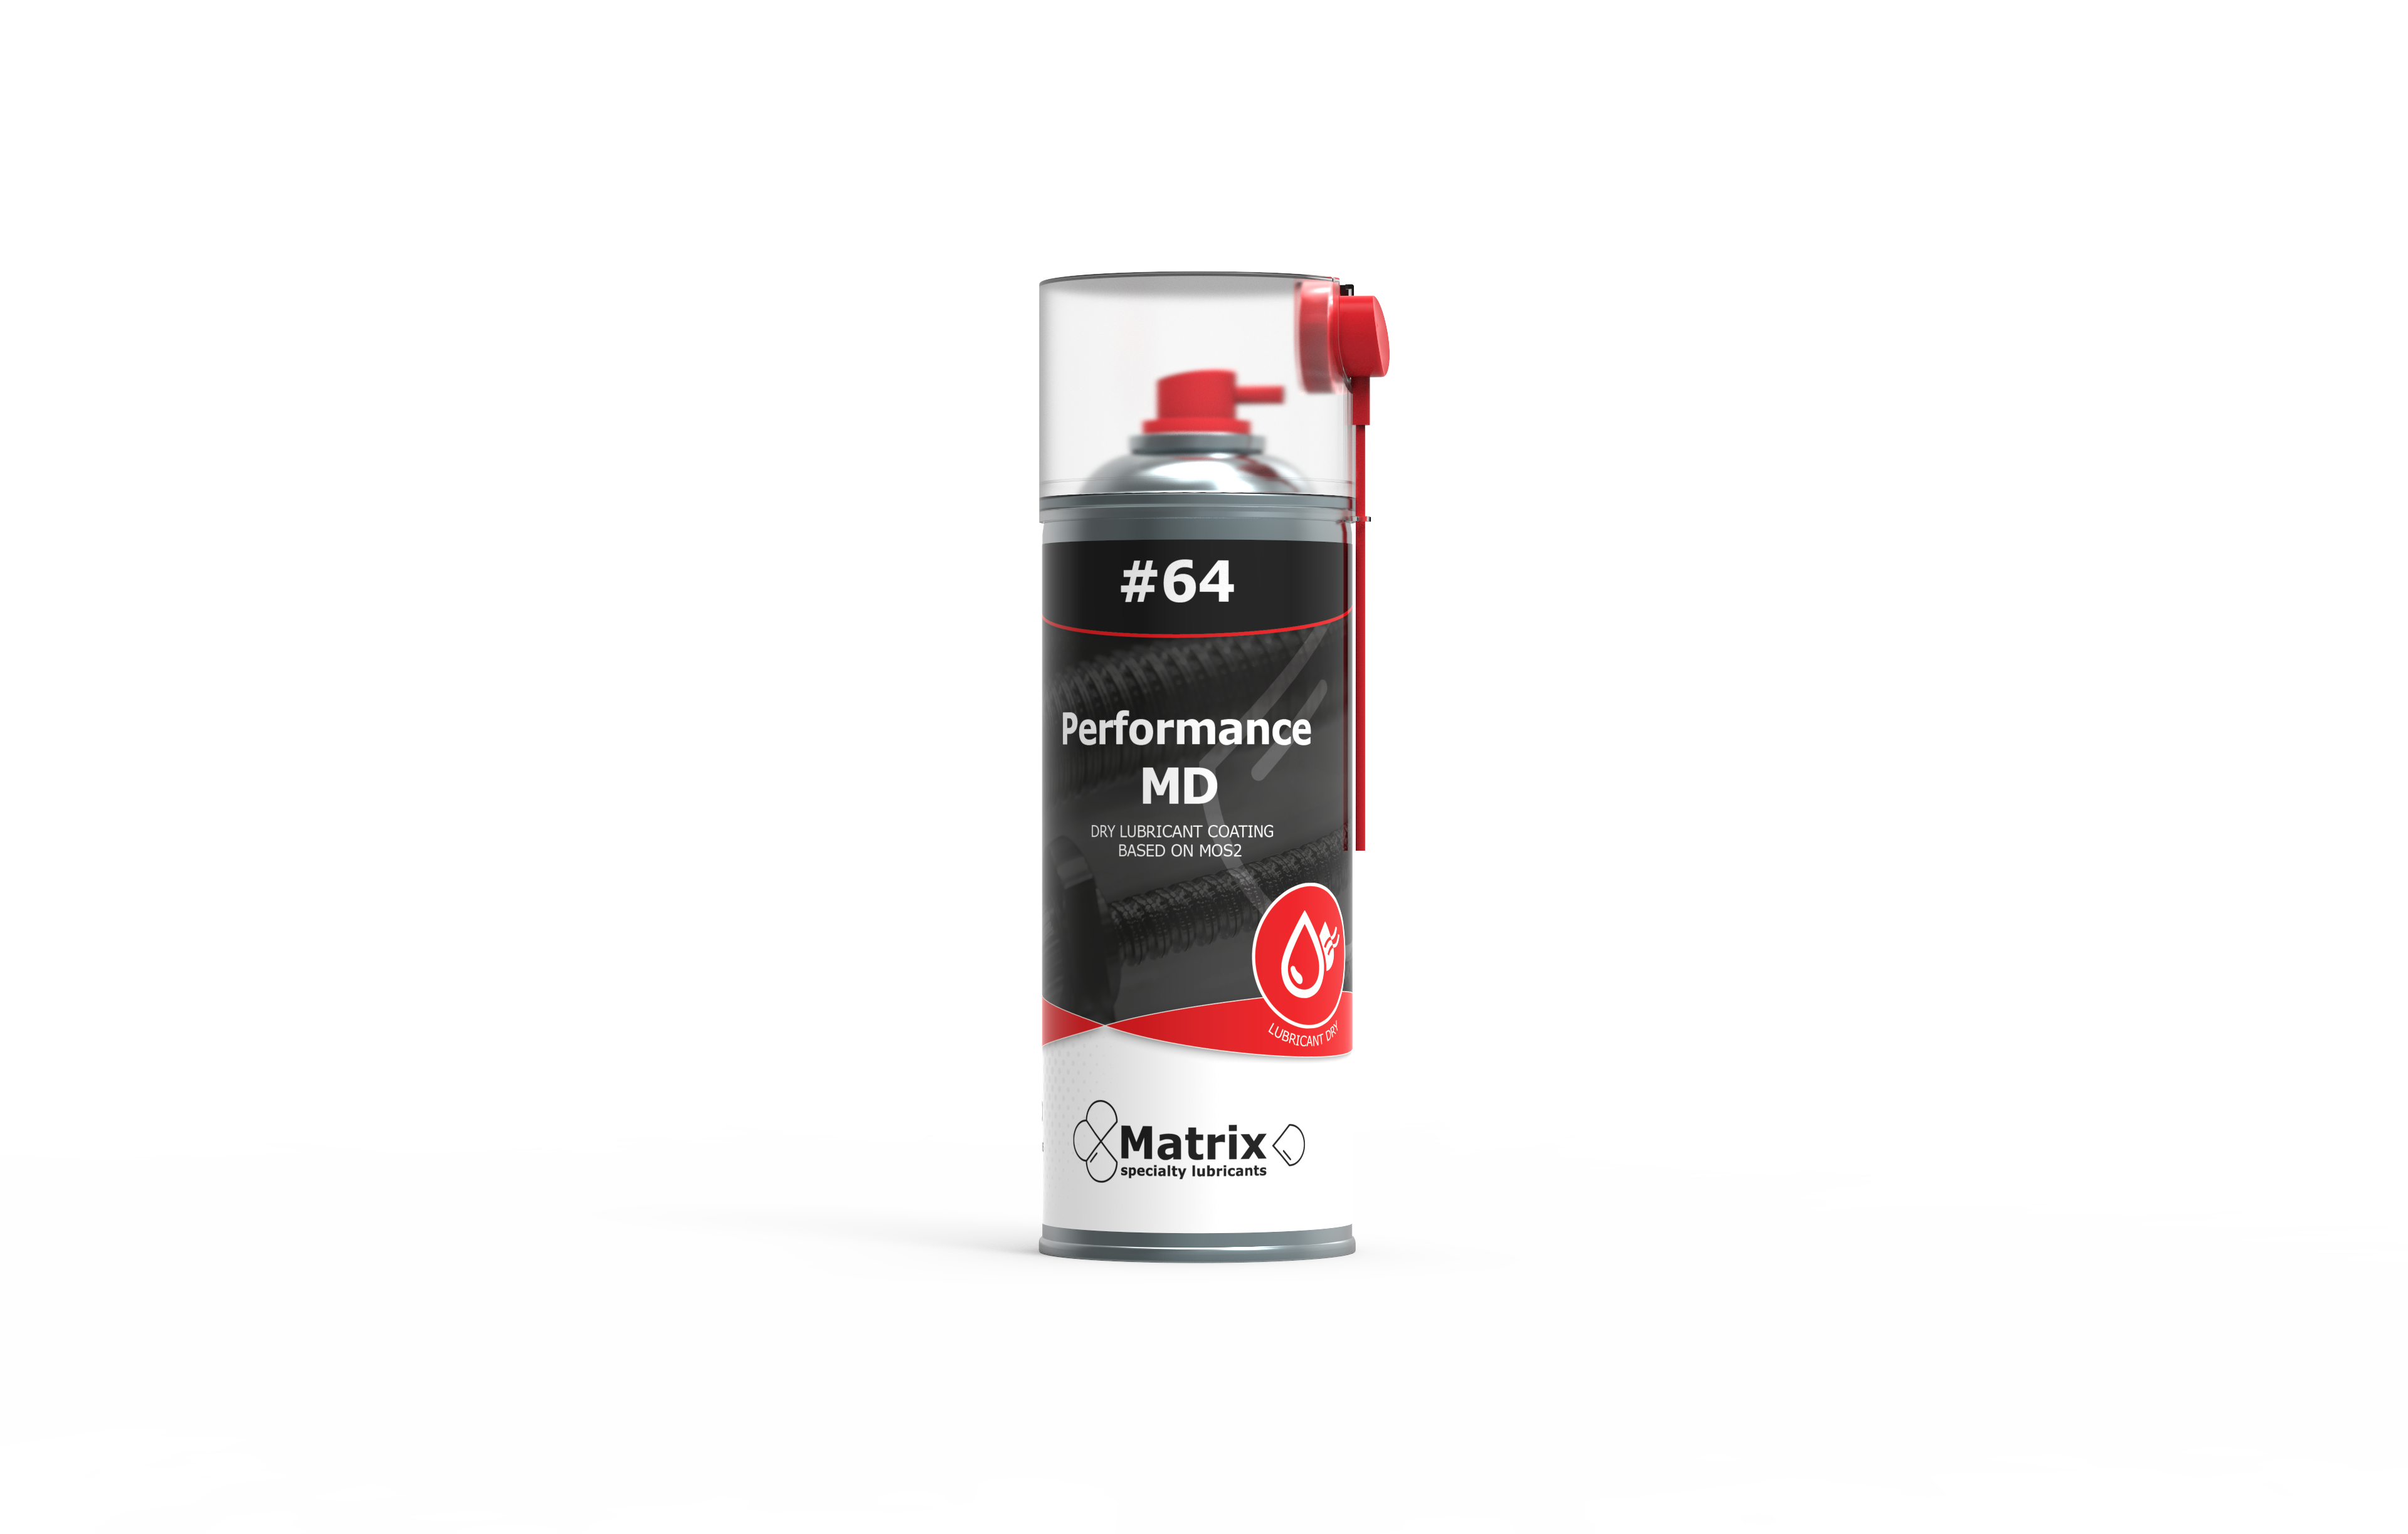 #64
Performance
MD
DRY LUBRICANT COATING
BASED ON MOS2
LUBRICANT DRY
Matrix
specialty lubricants